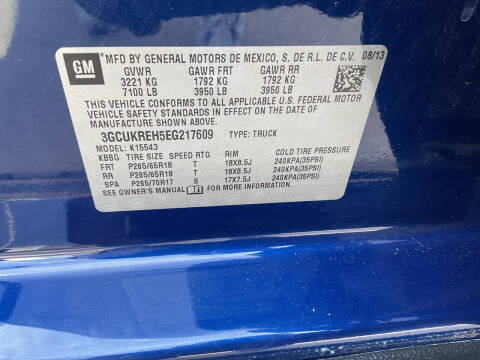 GM
MFD BY GENERAL MOTORS DE MEXICO, S. DE R.L. DE C.V. 08/13
GVWR GAWR FRT GAWR RR
3221 KG 1792 KG 1792 KG
7100 LB 3950 LB 3950 LB
THIS VEHICLE CONFORMS TO ALL APPLICABLE U.S. FEDERAL MOTOR
VEHICLE SAFETY STANDARDS IN EFFECT ON THE DATE OF
MANUFACTURE SHOWN ABOVE.
3GCUKREH5EG217609 TYPE: TRUCK
MODEL: K15543
KBBG TIRE SIZE SPEED RTG RIM COLD TIRE PRESSURE
FRT P265/65R18 T 18X8.5J 240KPA(35PSI)
RR P265/65R18 T 18X8.5J 240KPA(35PSI)
SPA P265/70R17 S 17X7.5J 240KPA(35PSI)
SEE OWNER'S MANUAL FOR MORE INFORMATION.